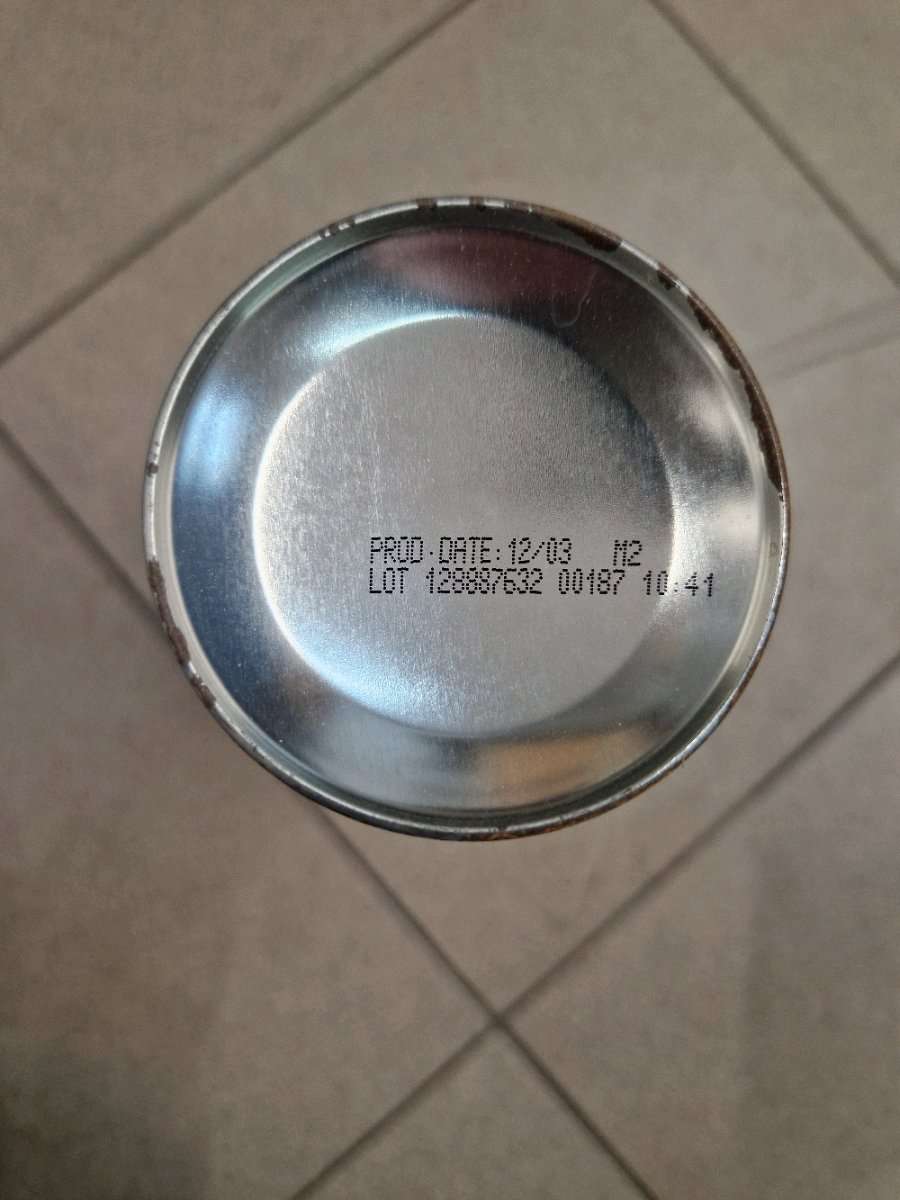 PROD·DATE:12/03 M2
LOT 128887632 00187 10:41